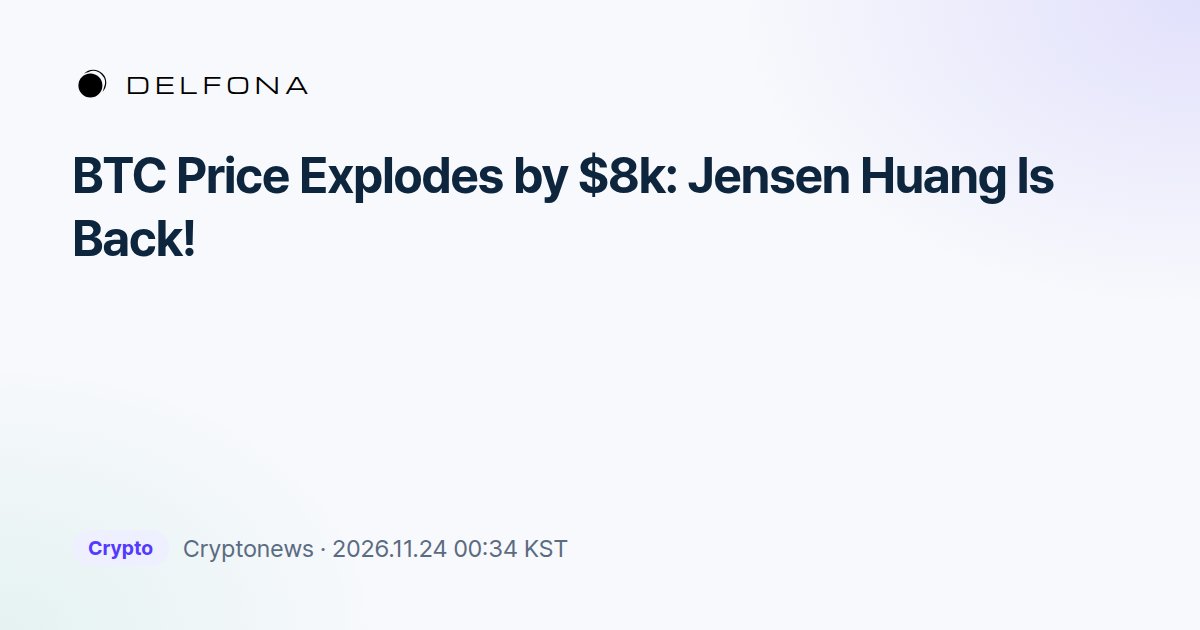 DELFONA
BTC Price Explodes by $8k: Jensen Huang Is
Back!
Crypto Cryptonews · 2026.11.24 00:34 KST